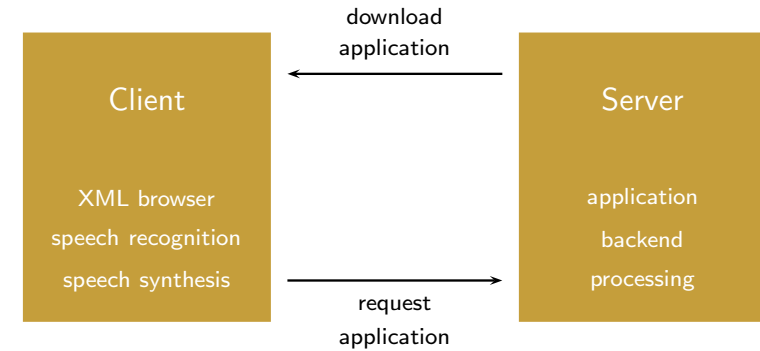 download
application
Client
XML browser
speech recognition
speech synthesis
Server
application
backend
processing
request
application